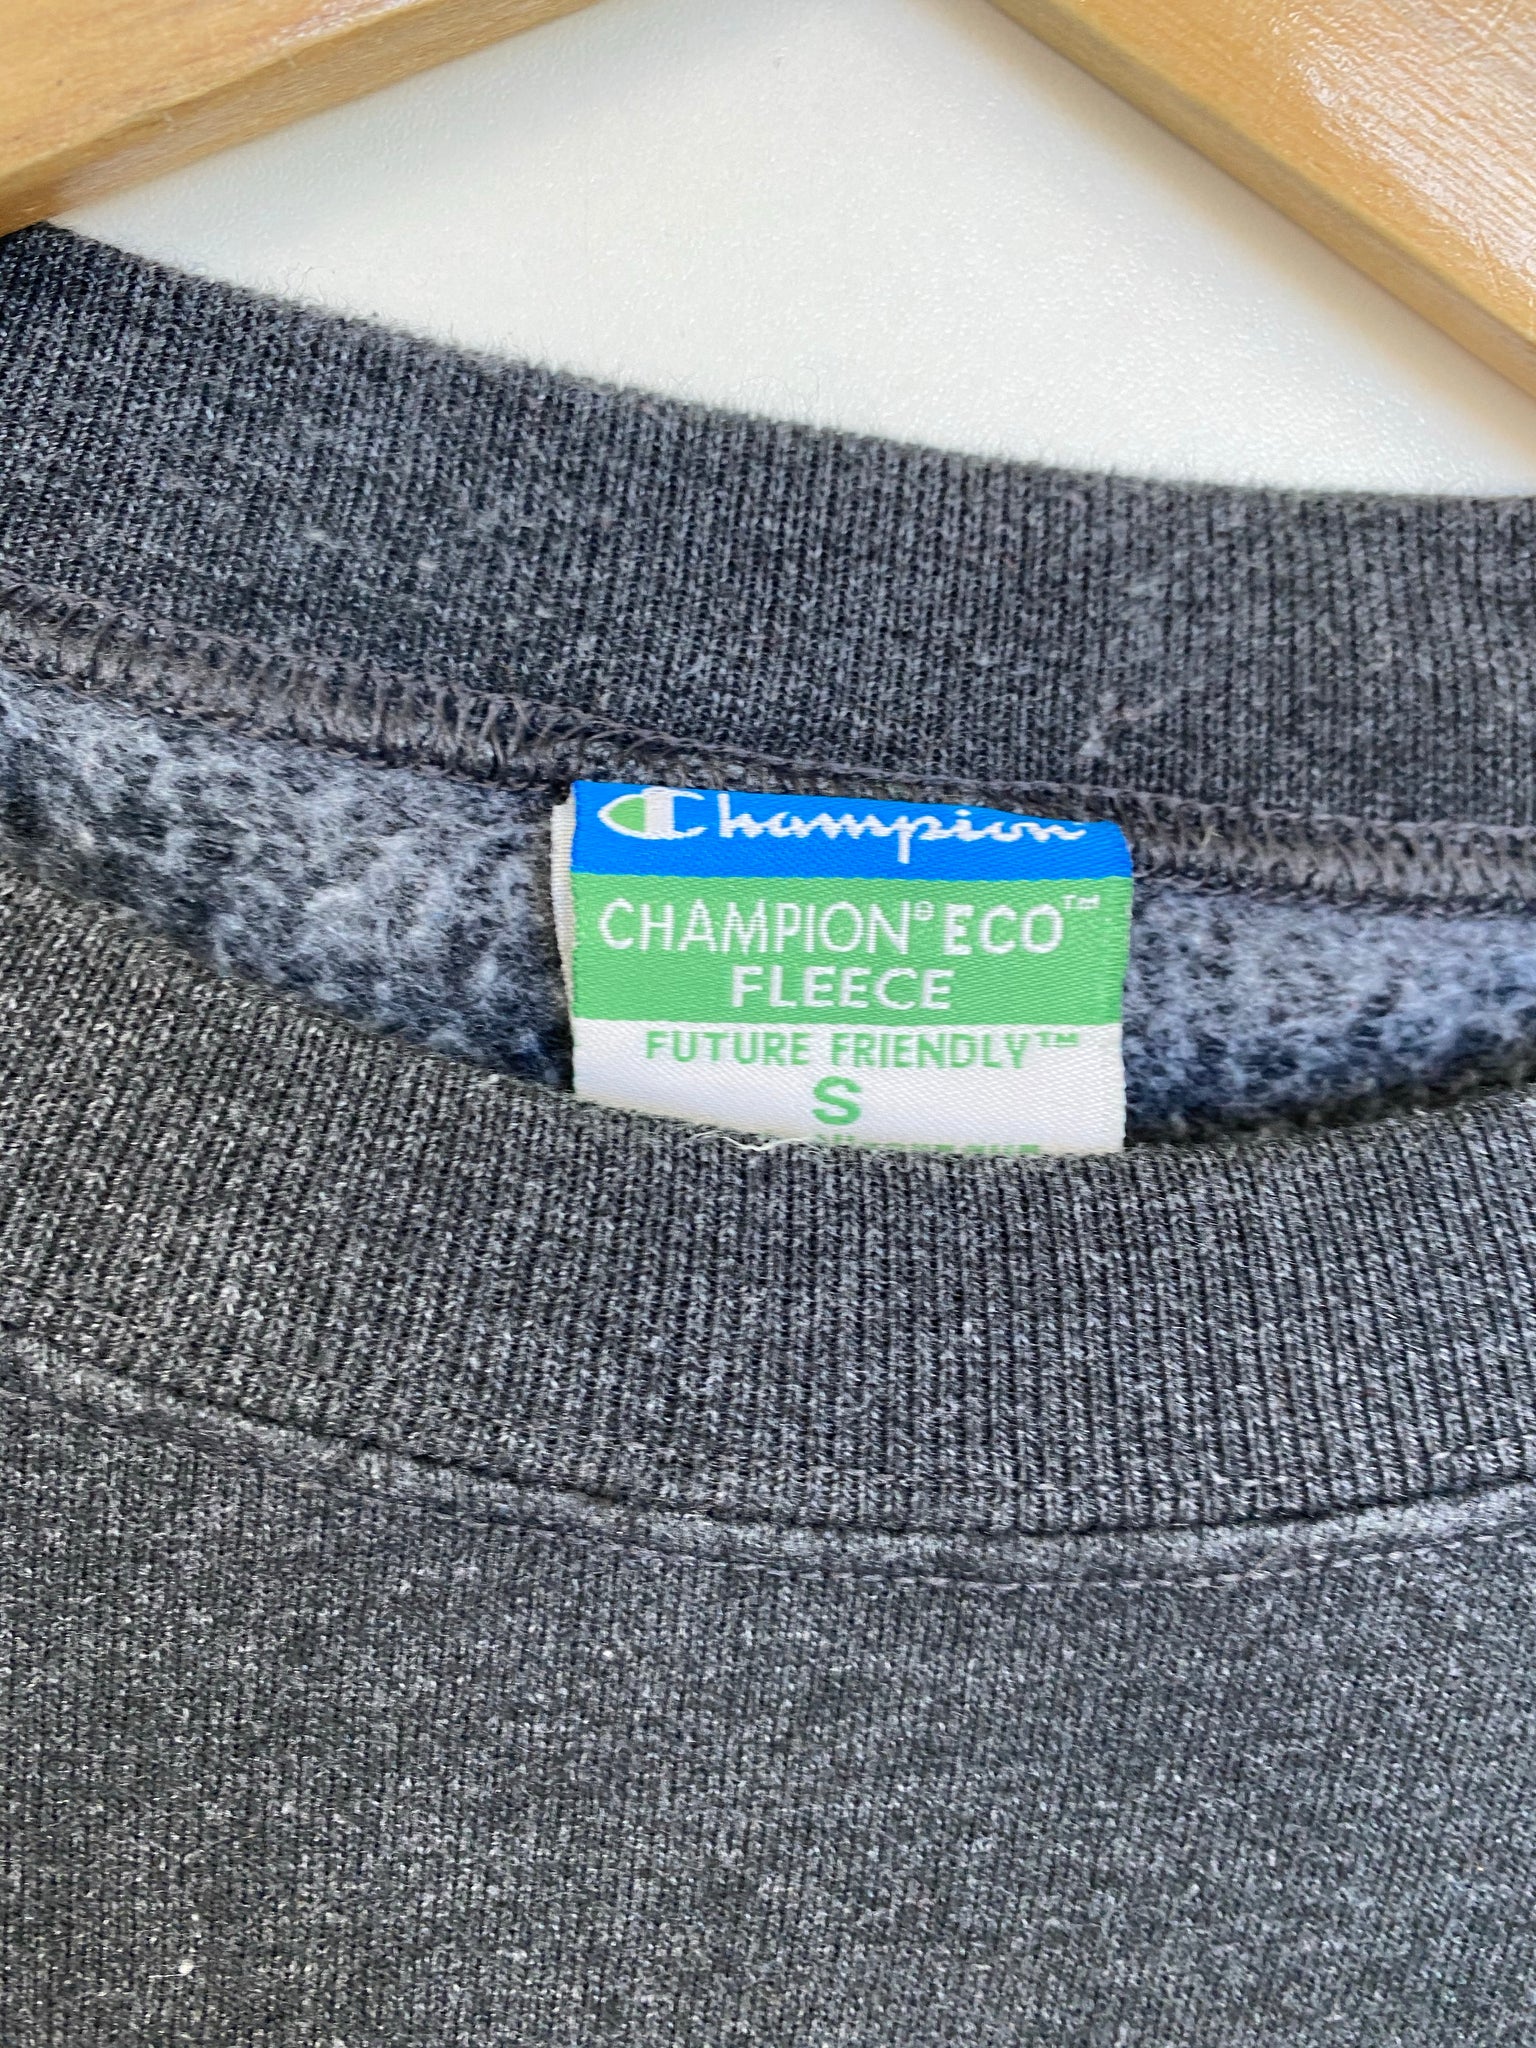 Champion
CHAMPION® ECO™
FLEECE
FUTURE FRIENDLY™
S